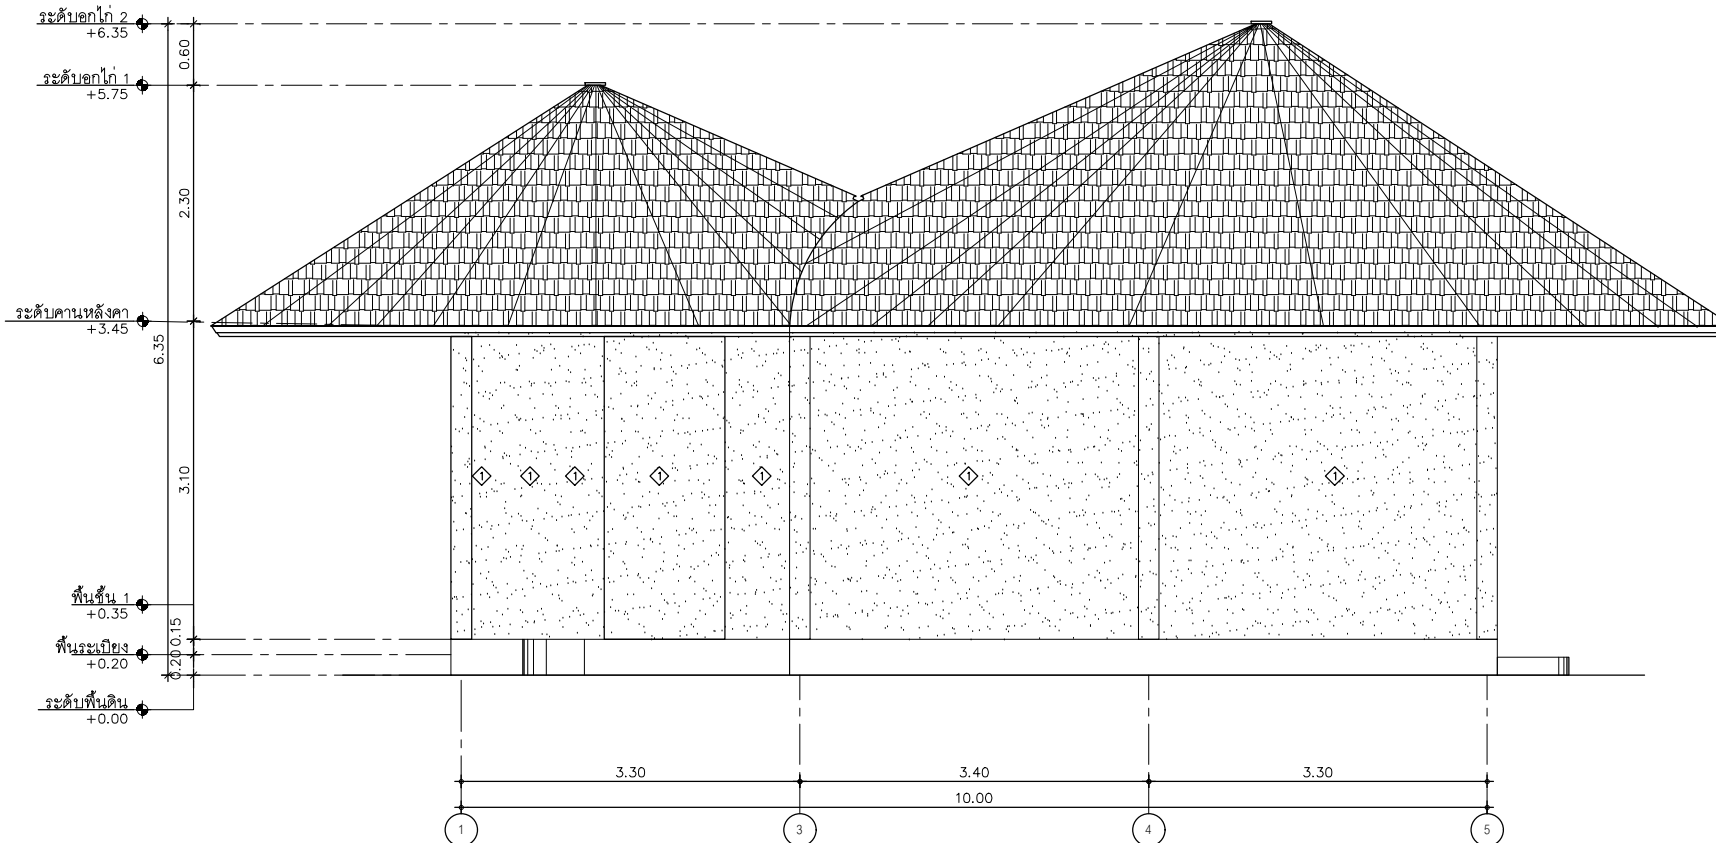 ระดับอกไก่ 2
+6.35
0.60
ระดับอกไก่ 1
+5.75
2.30
ระดับคานหลังคา
+3.45
6.35
3.10
1 1 1 1 1 1 1
พื้นชั้น 1
+0.35
0.15
พื้นระเบียง
+0.20
0.20
ระดับพื้นดิน
+0.00
3.30 3.40 3.30
10.00
1 3 4 5